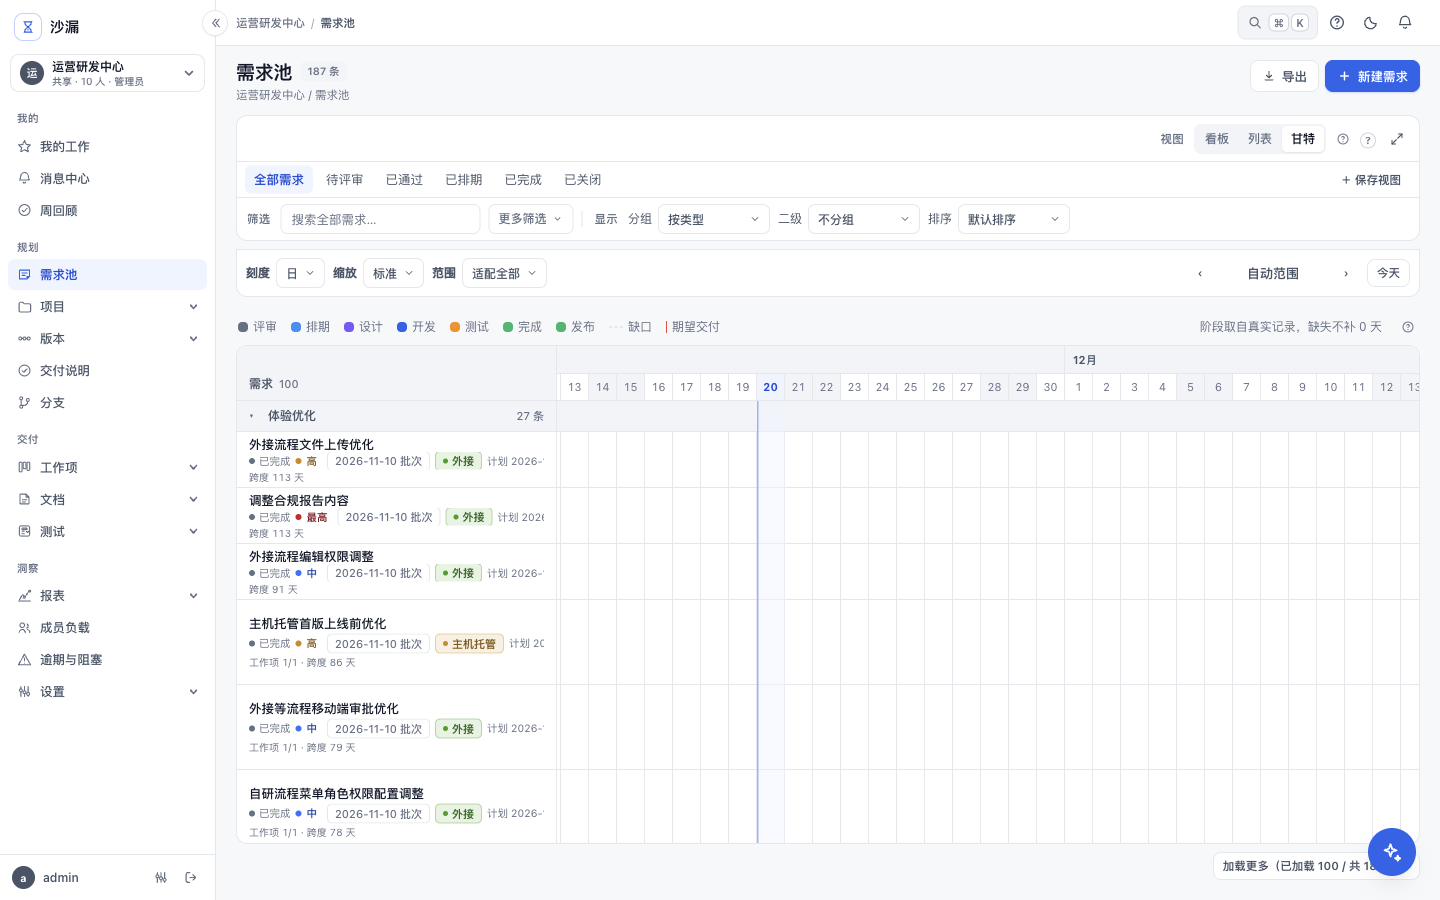 沙漏
运营研发中心 / 需求池
⌘ K
运
运营研发中心
共享 · 10 人 · 管理员
我的
我的工作
消息中心
周回顾
规划
需求池
项目
版本
交付说明
分支
交付
工作项
文档
测试
洞察
报表
成员负载
逾期与阻塞
设置
a admin
需求池 187 条
运营研发中心 / 需求池
导出
+ 新建需求
视图 看板 列表 甘特 ? ?
全部需求 待评审 已通过 已排期 已完成 已关闭
+ 保存视图
筛选 搜索全部需求... 更多筛选 显示 分组 按类型 二级 不分组 排序 默认排序
刻度 日 缩放 标准 范围 适配全部
‹ 自动范围 › 今天
评审 排期 设计 开发 测试 完成 发布 缺口 期望交付
阶段取自真实记录，缺失不补 0 天 ?
12月
需求 100
13 14 15 16 17 18 19 20 21 22 23 24 25 26 27 28 29 30 1 2 3 4 5 6 7 8 9 10 11 12 13
体验优化 27 条
外接流程文件上传优化
已完成 高 2026-11-10 批次 外接 计划 2026-
跨度 113 天
调整合规报告内容
已完成 最高 2026-11-10 批次 外接 计划 2026
跨度 113 天
外接流程编辑权限调整
已完成 中 2026-11-10 批次 外接 计划 2026-
跨度 91 天
主机托管首版上线前优化
已完成 高 2026-11-10 批次 主机托管 计划 20
工作项 1/1 · 跨度 86 天
外接等流程移动端审批优化
已完成 中 2026-11-10 批次 外接 计划 2026-
工作项 1/1 · 跨度 79 天
自研流程菜单角色权限配置调整
已完成 中 2026-11-10 批次 外接 计划 2026-
工作项 1/1 · 跨度 78 天
加载更多（已加载 100 / 共 1